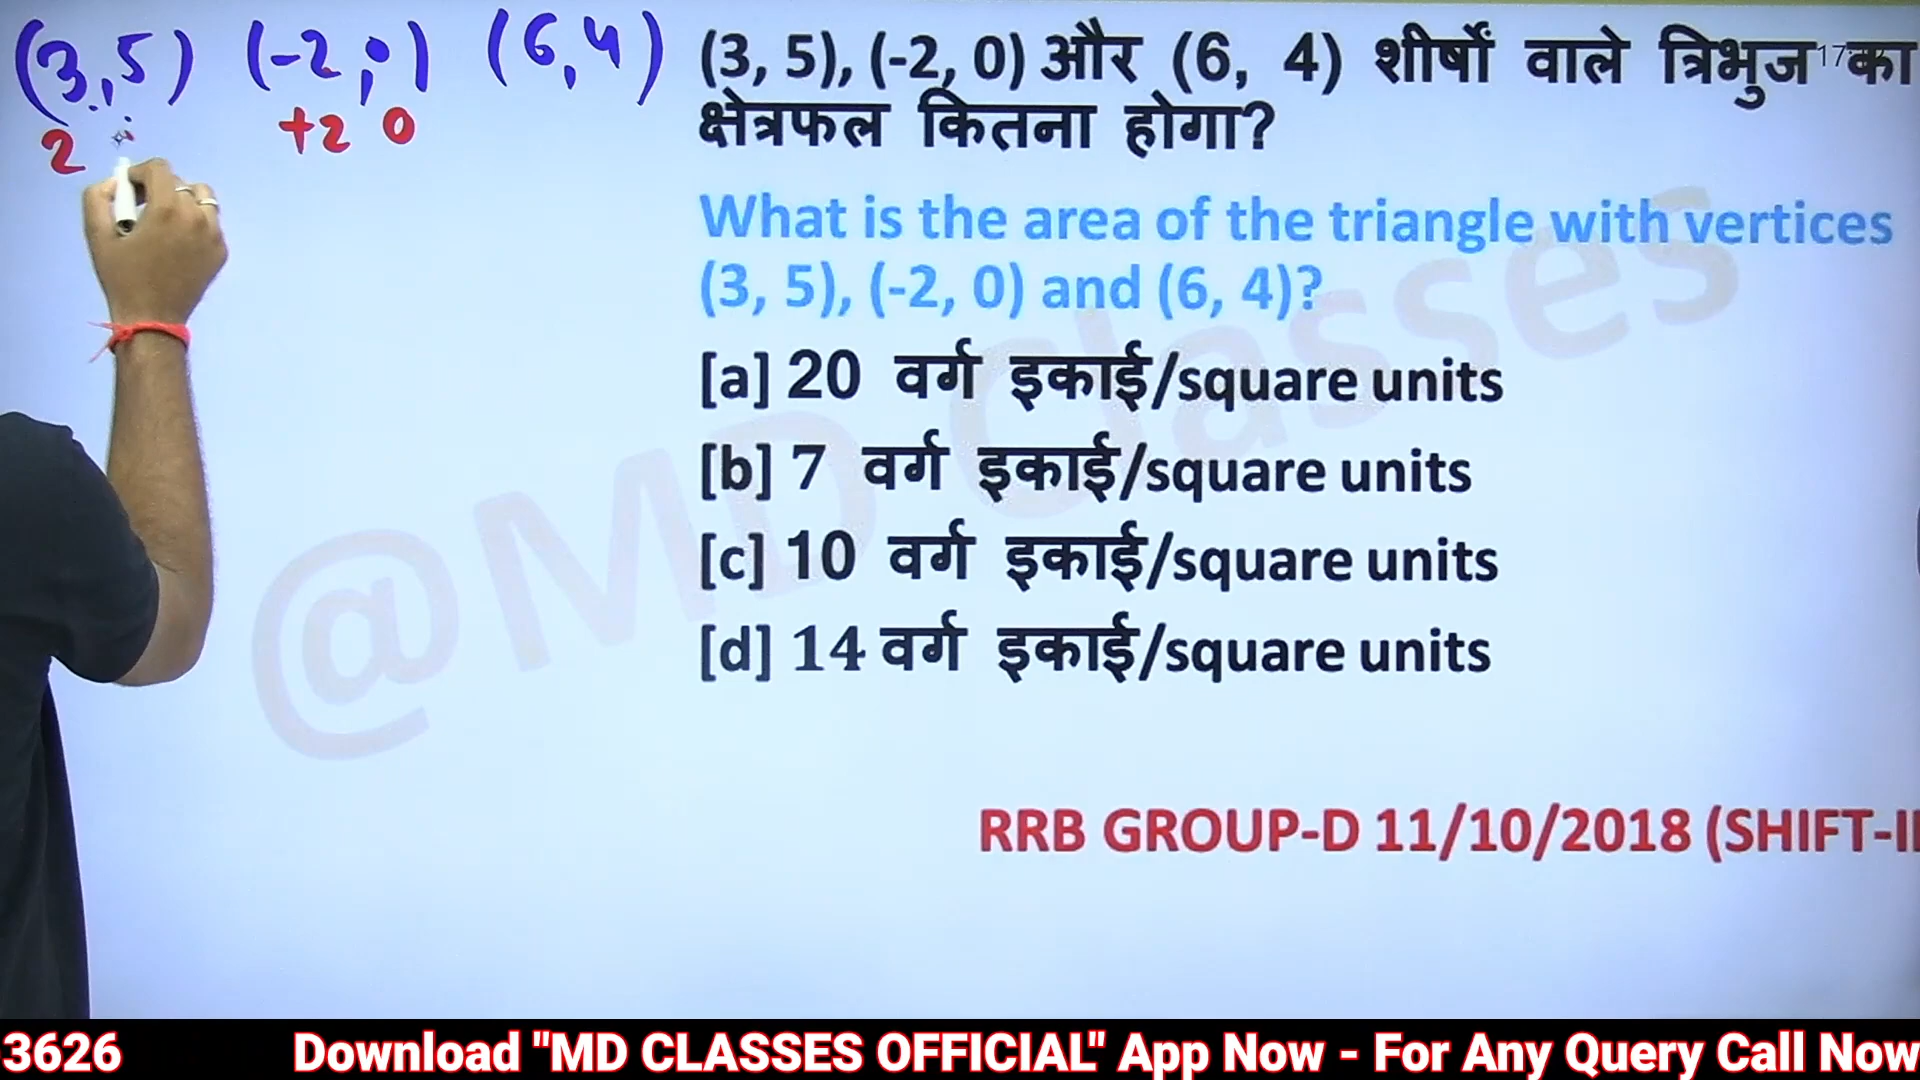 (3,5) (-2,0) (6,4)
2 +2 0
(3, 5), (-2, 0) और (6, 4) शीर्षों वाले त्रिभुज का
क्षेत्रफल कितना होगा?
What is the area of the triangle with vertices
(3, 5), (-2, 0) and (6, 4)?
[a] 20 वर्ग इकाई/square units
[b] 7 वर्ग इकाई/square units
[c] 10 वर्ग इकाई/square units
[d] 14 वर्ग इकाई/square units
@MD Classes
RRB GROUP-D 11/10/2018 (SHIFT-II
3626 Download "MD CLASSES OFFICIAL" App Now - For Any Query Call Now